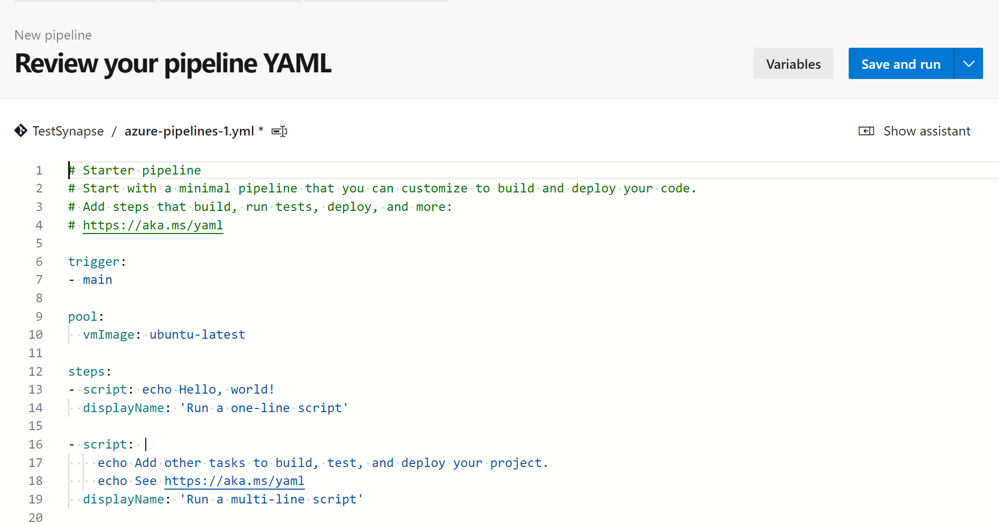 New pipeline
Review your pipeline YAML
Variables
Save and run
TestSynapse / azure-pipelines-1.yml *
Show assistant
1 # Starter pipeline
2 # Start with a minimal pipeline that you can customize to build and deploy your code.
3 # Add steps that build, run tests, deploy, and more:
4 # https://aka.ms/yaml
5
6 trigger:
7 - main
8
9 pool:
10   vmImage: ubuntu-latest
11
12 steps:
13 - script: echo Hello, world!
14   displayName: 'Run a one-line script'
15
16 - script: |
17     echo Add other tasks to build, test, and deploy your project.
18     echo See https://aka.ms/yaml
19   displayName: 'Run a multi-line script'
20